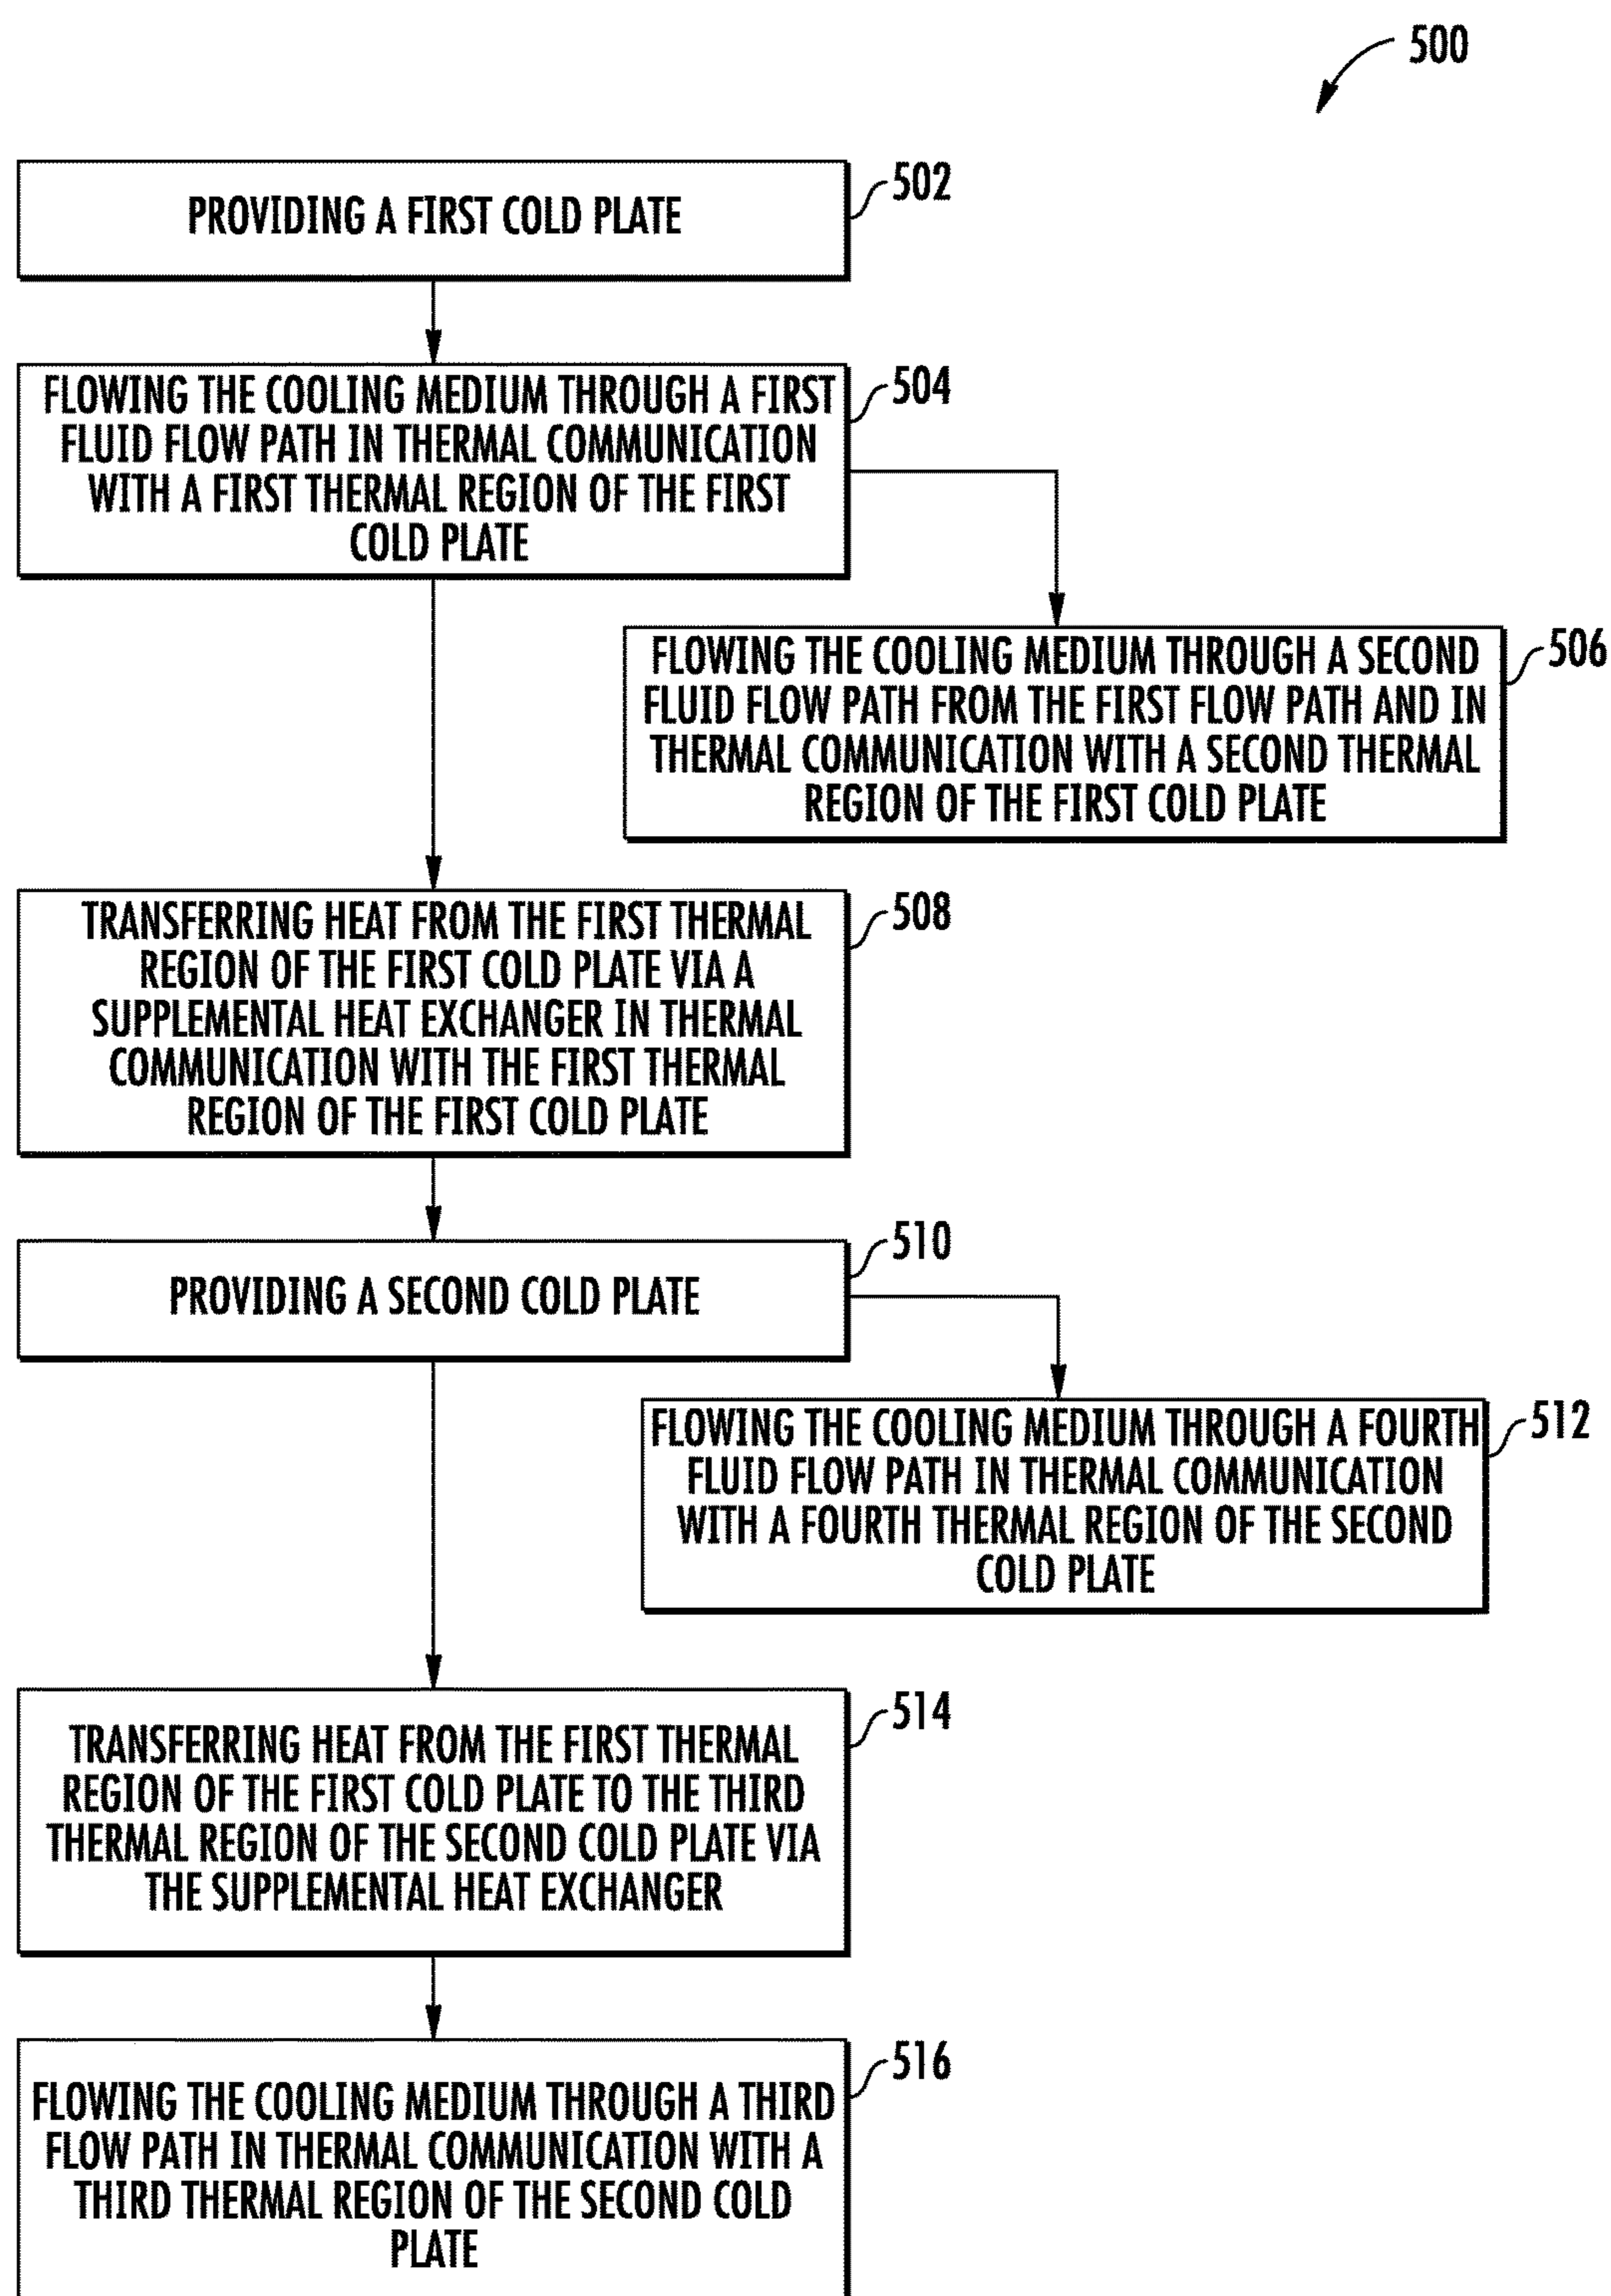 500
PROVIDING A FIRST COLD PLATE
502
FLOWING THE COOLING MEDIUM THROUGH A FIRST
FLUID FLOW PATH IN THERMAL COMMUNICATION
WITH A FIRST THERMAL REGION OF THE FIRST
COLD PLATE
504
FLOWING THE COOLING MEDIUM THROUGH A SECOND
FLUID FLOW PATH FROM THE FIRST FLOW PATH AND IN
THERMAL COMMUNICATION WITH A SECOND THERMAL
REGION OF THE FIRST COLD PLATE
506
TRANSFERRING HEAT FROM THE FIRST THERMAL
REGION OF THE FIRST COLD PLATE VIA A
SUPPLEMENTAL HEAT EXCHANGER IN THERMAL
COMMUNICATION WITH THE FIRST THERMAL
REGION OF THE FIRST COLD PLATE
508
PROVIDING A SECOND COLD PLATE
510
FLOWING THE COOLING MEDIUM THROUGH A FOURTH
FLUID FLOW PATH IN THERMAL COMMUNICATION
WITH A FOURTH THERMAL REGION OF THE SECOND
COLD PLATE
512
TRANSFERRING HEAT FROM THE FIRST THERMAL
REGION OF THE FIRST COLD PLATE TO THE THIRD
THERMAL REGION OF THE SECOND COLD PLATE VIA
THE SUPPLEMENTAL HEAT EXCHANGER
514
FLOWING THE COOLING MEDIUM THROUGH A THIRD
FLOW PATH IN THERMAL COMMUNICATION WITH A
THIRD THERMAL REGION OF THE SECOND COLD
PLATE
516